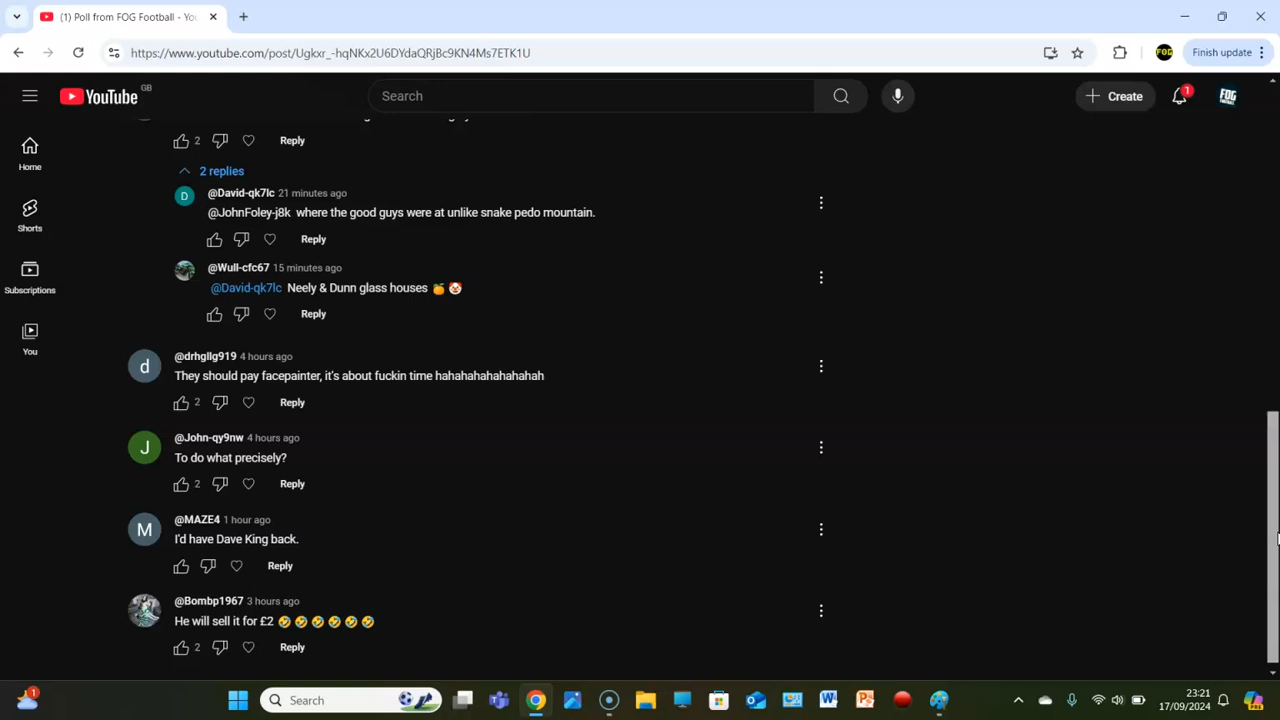 (1) Poll from FOG Football - You
https://www.youtube.com/post/Ugkxr_-hqNKx2U6DYdaQRjBc9KN4Ms7ETK1U
Finish update
YouTube GB
Search
Create
1
FOG FOOTBALL
2
Reply
2 replies
D
@David-qk7lc 21 minutes ago
@JohnFoley-j8k where the good guys were at unlike snake pedo mountain.
Reply
@Wull-cfc67 15 minutes ago
@David-qk7lc Neely & Dunn glass houses 🍊 🤡
Reply
d
@drhgllg919 4 hours ago
They should pay facepainter, it's about fuckin time hahahahahahahahah
2
Reply
J
@John-qy9nw 4 hours ago
To do what precisely?
2
Reply
M
@MAZE4 1 hour ago
I'd have Dave King back.
Reply
@Bombp1967 3 hours ago
He will sell it for £2 🤣 🤣 🤣 🤣 🤣 🤣
2
Reply
Home
Shorts
Subscriptions
You
1
Search
23:21
17/09/2024